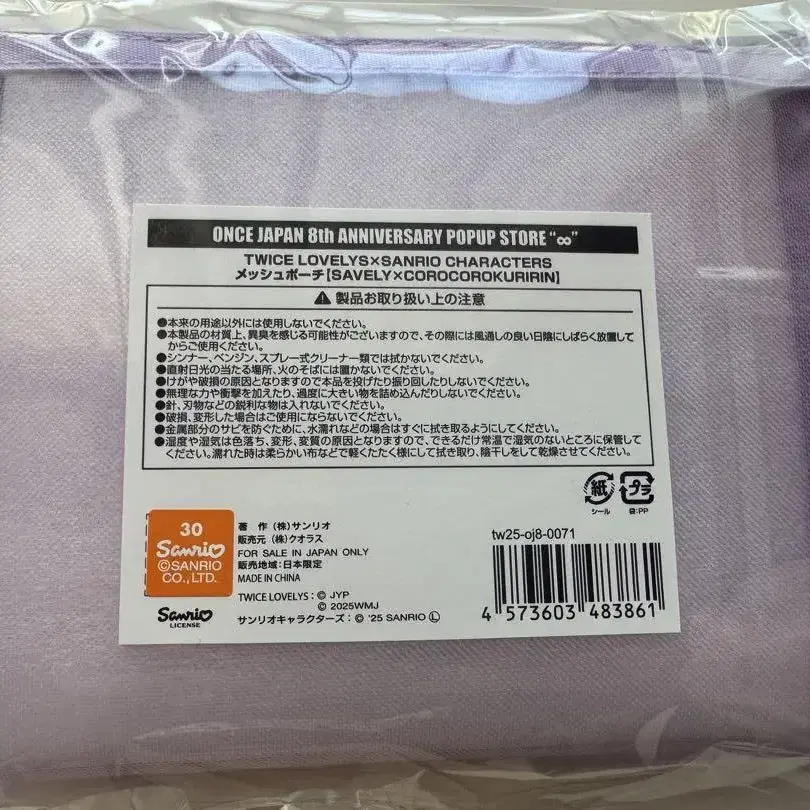 ONCE JAPAN 8th ANNIVERSARY POPUP STORE "∞"
TWICE LOVELYS×SANRIO CHARACTERS
メッシュポーチ[SAVELY×COROCOROKURIRIN]
⚠ 製品お取り扱い上の注意
●本来の用途以外には使用しないでください。
●本製品の材質上、異臭を感じる可能性がございますので、その際には風通しの良い日陰にしばらく放置して
からご使用ください。
●シンナー、ベンジン、スプレー式クリーナー類では拭かないでください。
●直射日光の当たる場所、火のそばには置かないでください。
●けがや破損の原因となりますので本品を投げたり振り回したりしないでください。
●無理な力や衝撃を加えたり、過度に大きい物を詰め込んだりしないでください。
●針、刃物などの鋭利な物は入れないでください。
●破損、変形した場合はご使用にならないでください。
●金属部分のサビを防ぐために、水濡れなどの場合はすぐに拭き取るようにしてください。
●湿度や湿気は色落ち、変形、変質の原因となりますので、できるだけ常温で湿気のないところに保管して
ください。濡れた時は柔らかい布などで軽くたたく様にして拭き取り、陰干しをして乾燥させてください。
紙 プラ
シール 袋:PP
30
Sanrio
©SANRIO
CO.,LTD.
Sanrio
LICENSE
著 作 (株)サンリオ
販売元 (株)クオラス
FOR SALE IN JAPAN ONLY
販売地域:日本限定
MADE IN CHINA
TWICE LOVELYS:© JYP
© 2025WMJ
サンリオキャラクターズ:© '25 SANRIO Ⓛ
tw25-oj8-0071
4 573603 483861